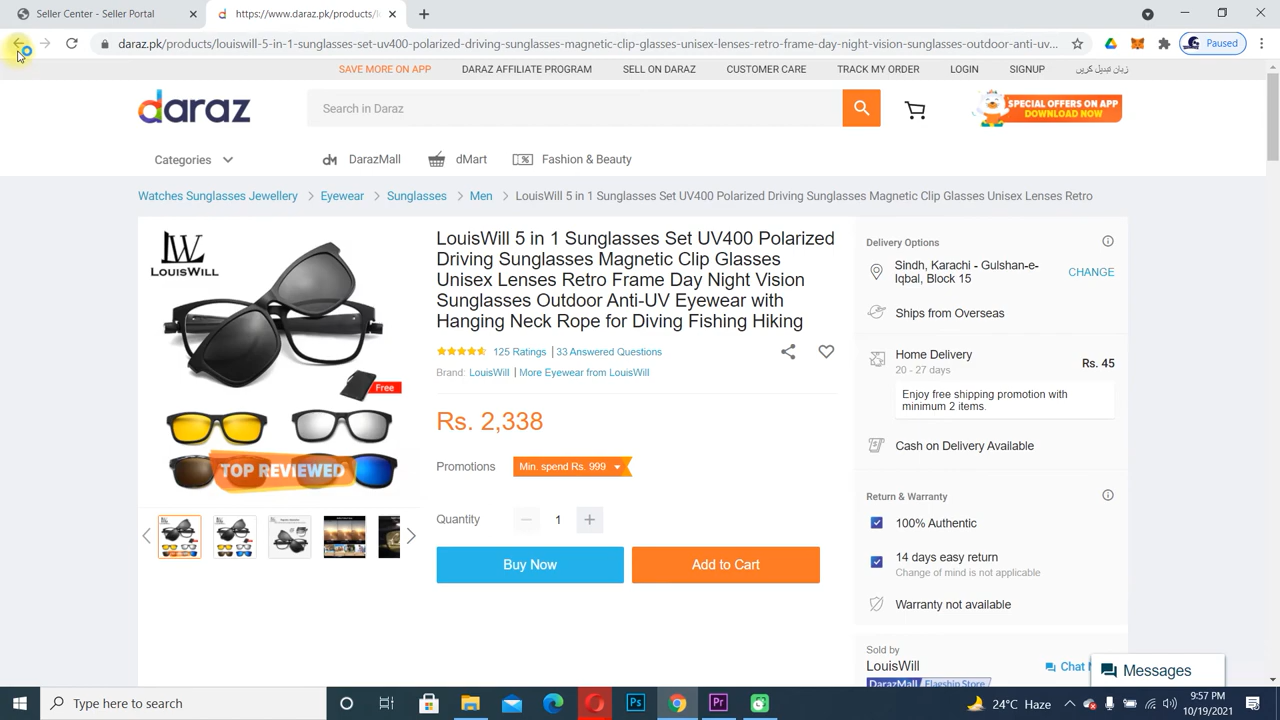 Seller Center - Seller Portal
https://www.daraz.pk/products/l
daraz.pk/products/louiswill-5-in-1-sunglasses-set-uv400-polarized-driving-sunglasses-magnetic-clip-glasses-unisex-lenses-retro-frame-day-night-vision-sunglasses-outdoor-anti-uv...
Paused
SAVE MORE ON APP
DARAZ AFFILIATE PROGRAM
SELL ON DARAZ
CUSTOMER CARE
TRACK MY ORDER
LOGIN
SIGNUP
زبان تبدیل کریں
daraz
Search in Daraz
SPECIAL OFFERS ON APP
DOWNLOAD NOW
Categories
dm DarazMall
dMart
Fashion & Beauty
Watches Sunglasses Jewellery > Eyewear > Sunglasses > Men > LouisWill 5 in 1 Sunglasses Set UV400 Polarized Driving Sunglasses Magnetic Clip Glasses Unisex Lenses Retro
LW
LOUISWILL
Free
TOP REVIEWED
LouisWill 5 in 1 Sunglasses Set UV400 Polarized
Driving Sunglasses Magnetic Clip Glasses
Unisex Lenses Retro Frame Day Night Vision
Sunglasses Outdoor Anti-UV Eyewear with
Hanging Neck Rope for Diving Fishing Hiking
125 Ratings | 33 Answered Questions
Brand: LouisWill | More Eyewear from LouisWill
Rs. 2,338
Promotions Min. spend Rs. 999
Quantity − 1 +
Buy Now
Add to Cart
Delivery Options
Sindh, Karachi - Gulshan-e-
Iqbal, Block 15
CHANGE
Ships from Overseas
Home Delivery
Rs. 45
20 - 27 days
Enjoy free shipping promotion with
minimum 2 items.
Cash on Delivery Available
Return & Warranty
100% Authentic
14 days easy return
Change of mind is not applicable
Warranty not available
Sold by
LouisWill
Chat
DarazMall Flagship Store
Messages
Type here to search
Ps
Pr
24°C Haze
9:57 PM
10/19/2021